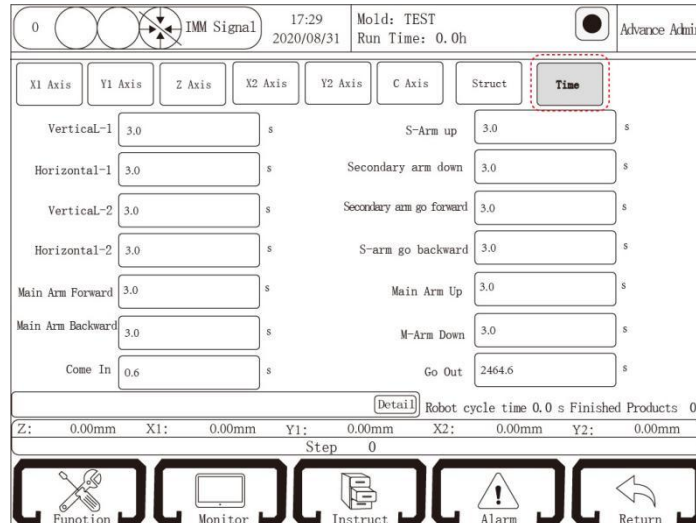 0 IMM Signal 17:29 2020/08/31 Mold: TEST Run Time: 0.0h Advance Admin
X1 Axis Y1 Axis Z Axis X2 Axis Y2 Axis C Axis Struct Time
VerticaL-1 3.0 s S-Arm up 3.0 s
Horizontal-1 3.0 s Secondary arm down 3.0 s
VerticaL-2 3.0 s Secondary arm go forward 3.0 s
Horizontal-2 3.0 s S-arm go backward 3.0 s
Main Arm Forward 3.0 s Main Arm Up 3.0 s
Main Arm Backward 3.0 s M-Arm Down 3.0 s
Come In 0.6 s Go Out 2464.6 s
Detail Robot cycle time 0.0 s Finished Products 0
Z: 0.00mm X1: 0.00mm Y1: 0.00mm X2: 0.00mm Y2: 0.00mm
Step 0
Funotion Monitor Instruct Alarm Return